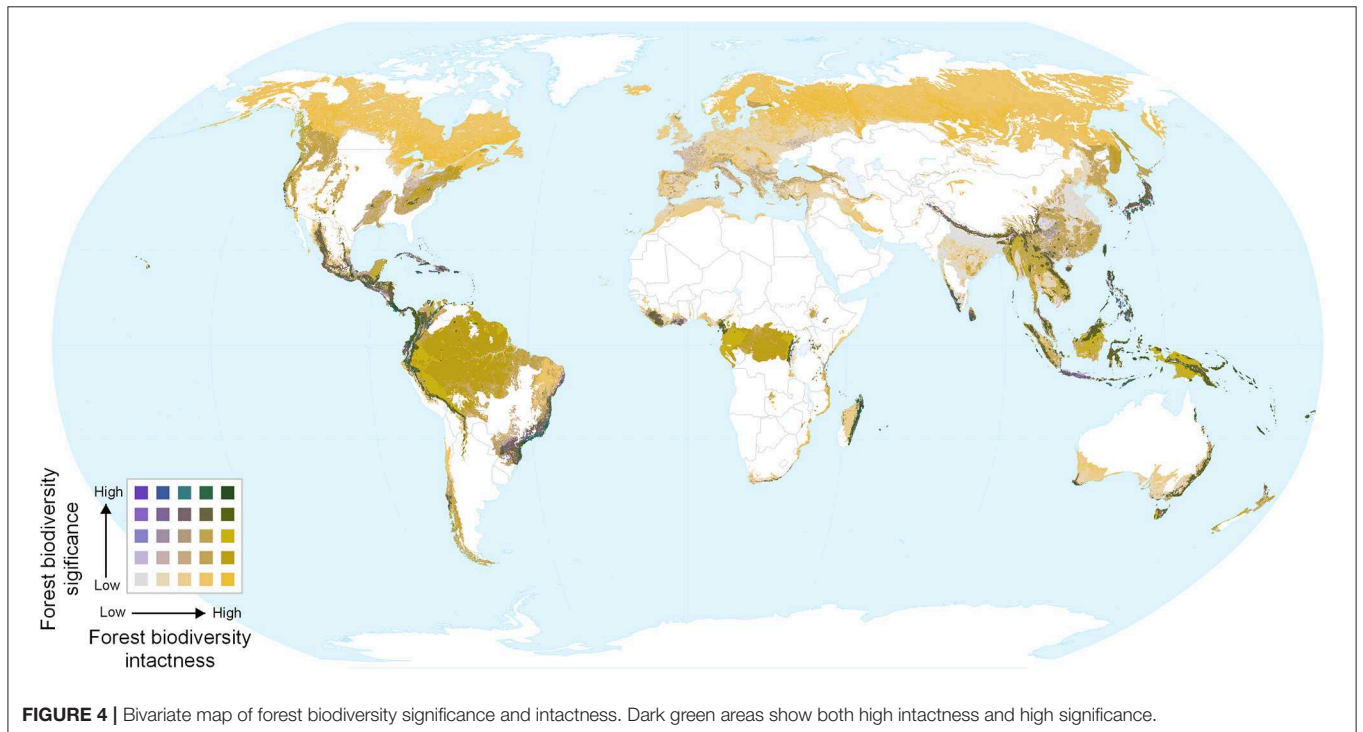 High
Low
Forest biodiversity
sigificance
Low
High
Forest biodiversity
intactness
FIGURE 4 | Bivariate map of forest biodiversity significance and intactness. Dark green areas show both high intactness and high significance.